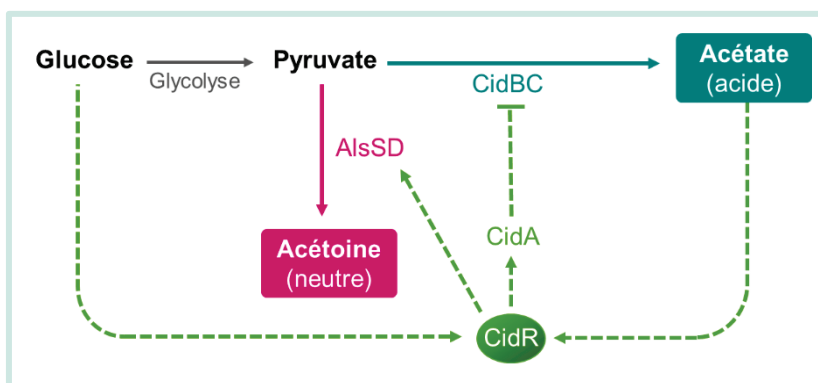 Glucose
Glycolyse
Pyruvate
CidBC
Acétate
(acide)
AlsSD
CidA
Acétoine
(neutre)
CidR